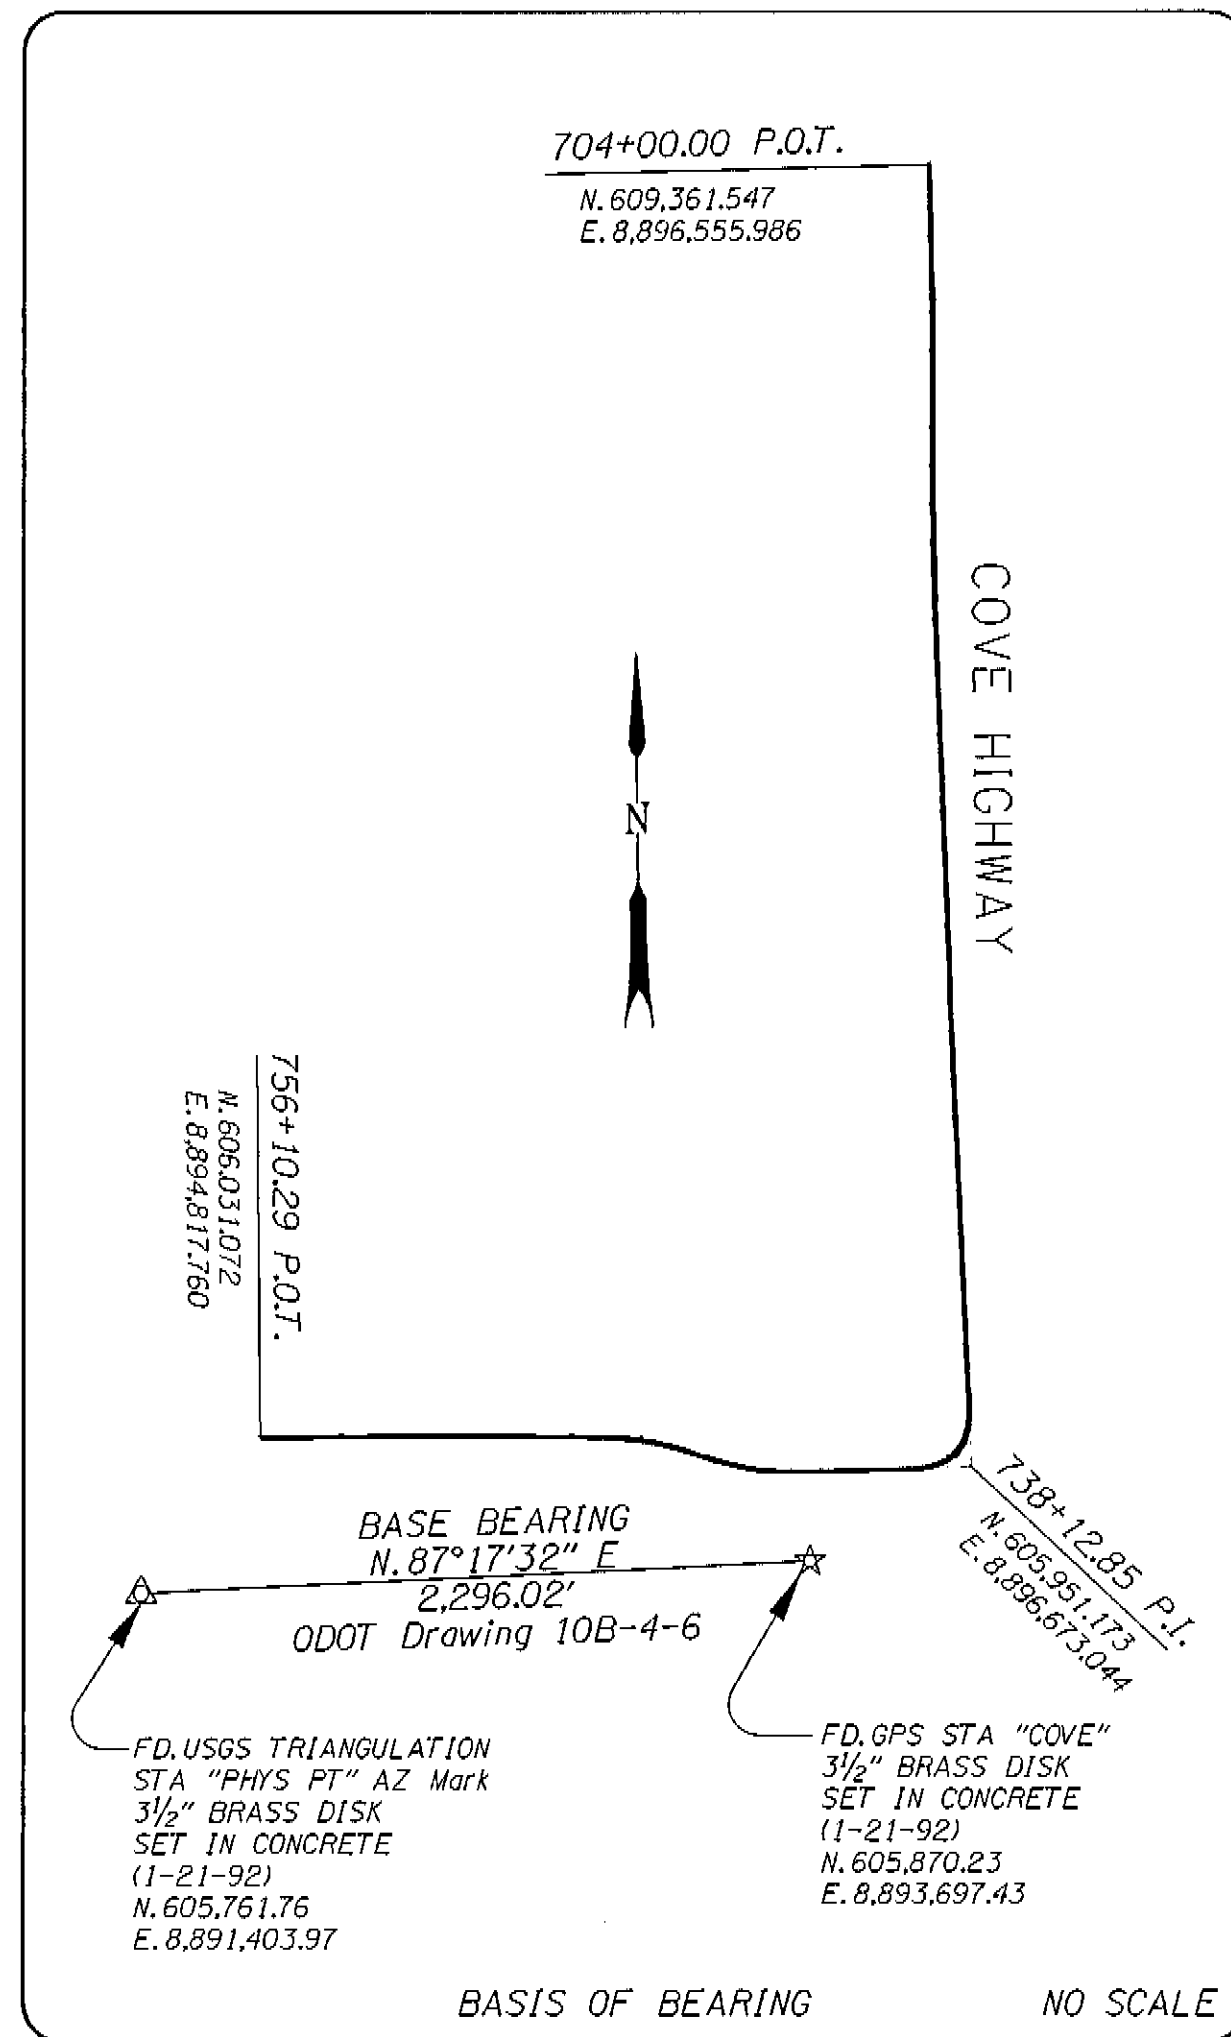 704+00.00 P.O.T.
N. 609,361.547
E. 8,896,555.986
COVE HIGHWAY
N
756+10.29 P.O.T.
N. 606,031.072
E. 8,894,817.760
738+12.85 P.I.
N. 605,951.173
E. 8,896,673.044
BASE BEARING
N. 87°17'32" E
2,296.02'
ODOT Drawing 10B-4-6
FD. USGS TRIANGULATION
STA "PHYS PT" AZ Mark
3½" BRASS DISK
SET IN CONCRETE
(1-21-92)
N. 605,761.76
E. 8,891,403.97
FD. GPS STA "COVE"
3½" BRASS DISK
SET IN CONCRETE
(1-21-92)
N. 605,870.23
E. 8,893,697.43
BASIS OF BEARING
NO SCALE